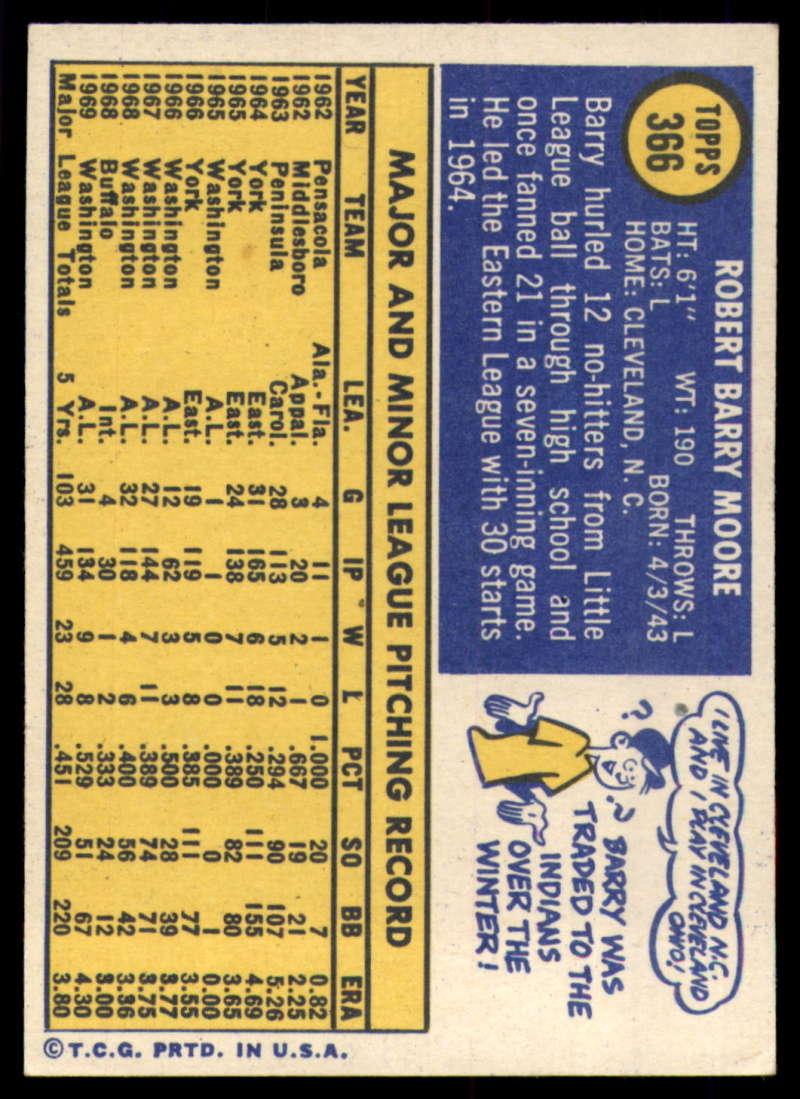 TOPPS
366
ROBERT BARRY MOORE
HT: 6'1" WT: 190 THROWS: L
BATS: L BORN: 4/3/43
HOME: CLEVELAND, N. C.
Barry hurled 12 no-hitters from Little
League ball through high school and
once fanned 21 in a seven-inning game.
He led the Eastern League with 30 starts
in 1964.
I LIVE IN CLEVELAND N.C.
AND I PLAY IN CLEVELAND
OHIO!
?
BARRY WAS
TRADED TO THE
INDIANS
OVER THE
WINTER!
MAJOR AND MINOR LEAGUE PITCHING RECORD
YEAR TEAM LEA. G IP W L PCT SO BB ERA
1962 Pensacola Ala.-Fla. 4 11 1 0 1.000 20 7 0.82
1962 Middlesboro Appal. 3 20 2 1 .667 19 21 2.25
1963 Peninsula Carol. 28 113 5 12 .294 90 107 5.26
1964 York East. 31 165 6 18 .250 111 155 4.69
1965 York East. 24 138 7 11 .389 82 80 3.65
1965 Washington A.L. 1 1 0 0 .000 0 1 0.00
1966 York East. 19 119 5 8 .385 111 77 3.55
1966 Washington A.L. 12 62 3 3 .500 28 39 3.77
1967 Washington A.L. 27 144 7 11 .389 74 71 3.75
1968 Washington A.L. 32 118 4 6 .400 56 42 3.36
1968 Buffalo Int. 4 30 1 2 .333 24 12 3.00
1969 Washington A.L. 31 134 9 8 .529 51 67 4.30
Major League Totals 5 Yrs. 103 459 23 28 .451 209 220 3.80
© T.C.G. PRTD. IN U.S.A.